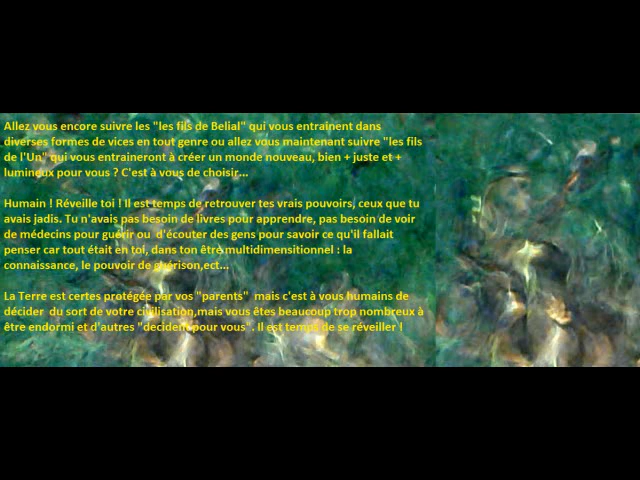 Allez vous encore suivre les "les fils de Belial" qui vous entraînent dans
diverses formes de vices en tout genre ou allez vous maintenant suivre "les fils
de l'Un" qui vous entraineront à créer un monde nouveau, bien + juste et +
lumineux pour vous ? C'est à vous de choisir...
Humain ! Réveille toi ! Il est temps de retrouver tes vrais pouvoirs, ceux que tu
avais jadis. Tu n'avais pas besoin de livres pour apprendre, pas besoin de voir
de médecins pour guérir ou d'écouter des gens pour savoir ce qu'il fallait
penser car tout était en toi, dans ton être multidimensitionnel : la
connaissance, le pouvoir de guérison,ect...
La Terre est certes protégée par vos "parents" mais c'est à vous humains de
décider du sort de votre civilisation,mais vous êtes beaucoup trop nombreux à
être endormi et d'autres "décident pour vous". Il est temps de se réveiller !